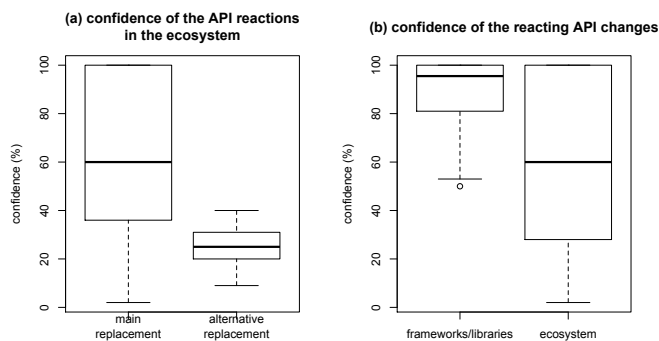 (a) confidence of the API reactions
in the ecosystem
confidence (%)
100
80
60
40
20
0
main
replacement
alternative
replacement
(b) confidence of the reacting API changes
confidence (%)
100
80
60
40
20
0
frameworks/libraries
ecosystem